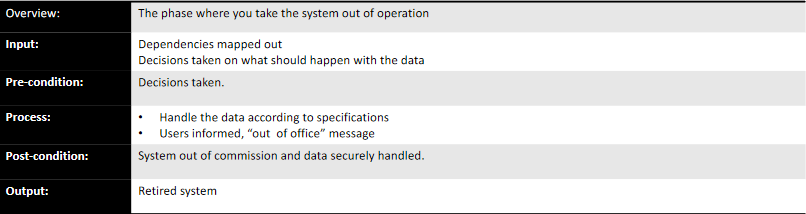 Overview: The phase where you take the system out of operation
Input: Dependencies mapped out
Decisions taken on what should happen with the data
Pre-condition: Decisions taken.
Process: • Handle the data according to specifications
• Users informed, “out of office” message
Post-condition: System out of commission and data securely handled.
Output: Retired system